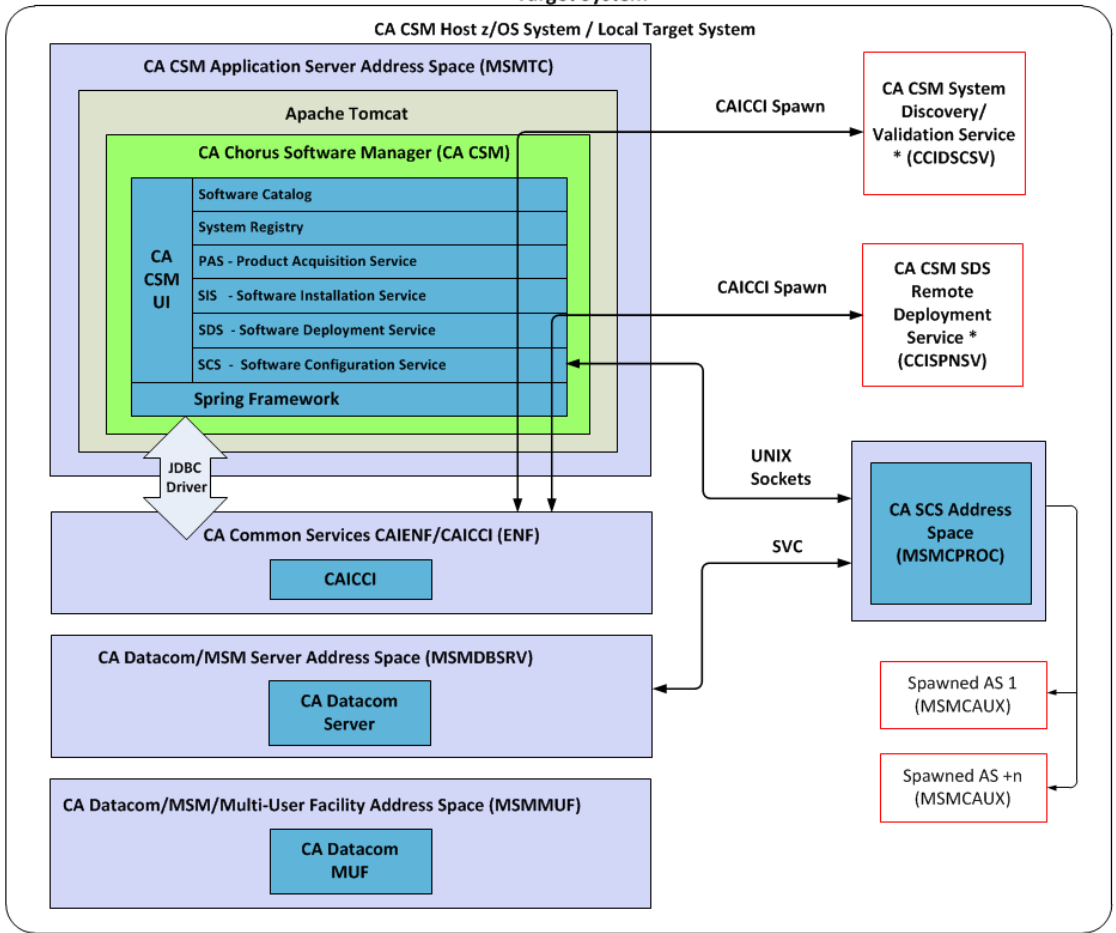 Target System
CA CSM Host z/OS System / Local Target System
CA CSM Application Server Address Space (MSMTC)
Apache Tomcat
CA Chorus Software Manager (CA CSM)
CA
CSM
UI
Software Catalog
System Registry
PAS - Product Acquisition Service
SIS - Software Installation Service
SDS - Software Deployment Service
SCS - Software Configuration Service
Spring Framework
JDBC
Driver
CAICCI Spawn
CA CSM System
Discovery/
Validation Service
* (CCIDSCSV)
CAICCI Spawn
CA CSM SDS
Remote
Deployment
Service *
(CCISPNSV)
UNIX
Sockets
SVC
CA SCS Address
Space
(MSMCPROC)
CA Common Services CAIENF/CAICCI (ENF)
CAICCI
CA Datacom/MSM Server Address Space (MSMDBSRV)
CA Datacom
Server
Spawned AS 1
(MSMCAUX)
Spawned AS +n
(MSMCAUX)
CA Datacom/MSM/Multi-User Facility Address Space (MSMMUF)
CA Datacom
MUF